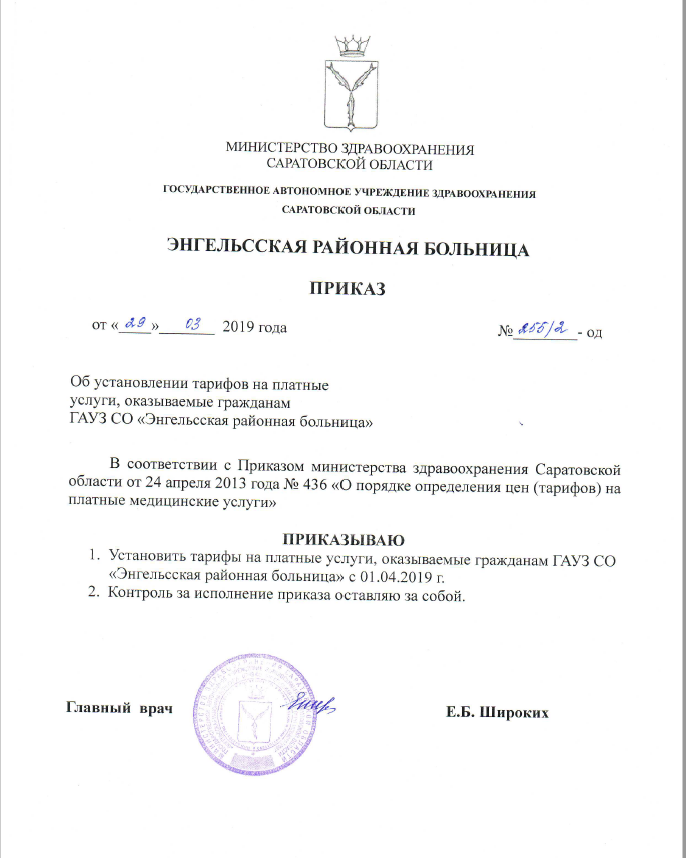 МИНИСТЕРСТВО ЗДРАВООХРАНЕНИЯ
САРАТОВСКОЙ ОБЛАСТИ
ГОСУДАРСТВЕННОЕ АВТОНОМНОЕ УЧРЕЖДЕНИЕ ЗДРАВООХРАНЕНИЯ
САРАТОВСКОЙ ОБЛАСТИ
ЭНГЕЛЬССКАЯ РАЙОННАЯ БОЛЬНИЦА
ПРИКАЗ
от «29» 03 2019 года №255/2 - од
Об установлении тарифов на платные
услуги, оказываемые гражданам
ГАУЗ СО «Энгельсская районная больница»
В соответствии с Приказом министерства здравоохранения Саратовской
области от 24 апреля 2013 года № 436 «О порядке определения цен (тарифов) на
платные медицинские услуги»
ПРИКАЗЫВАЮ
1. Установить тарифы на платные услуги, оказываемые гражданам ГАУЗ СО
«Энгельсская районная больница» с 01.04.2019 г.
2. Контроль за исполнение приказа оставляю за собой.
Главный врач Е.Б. Широких